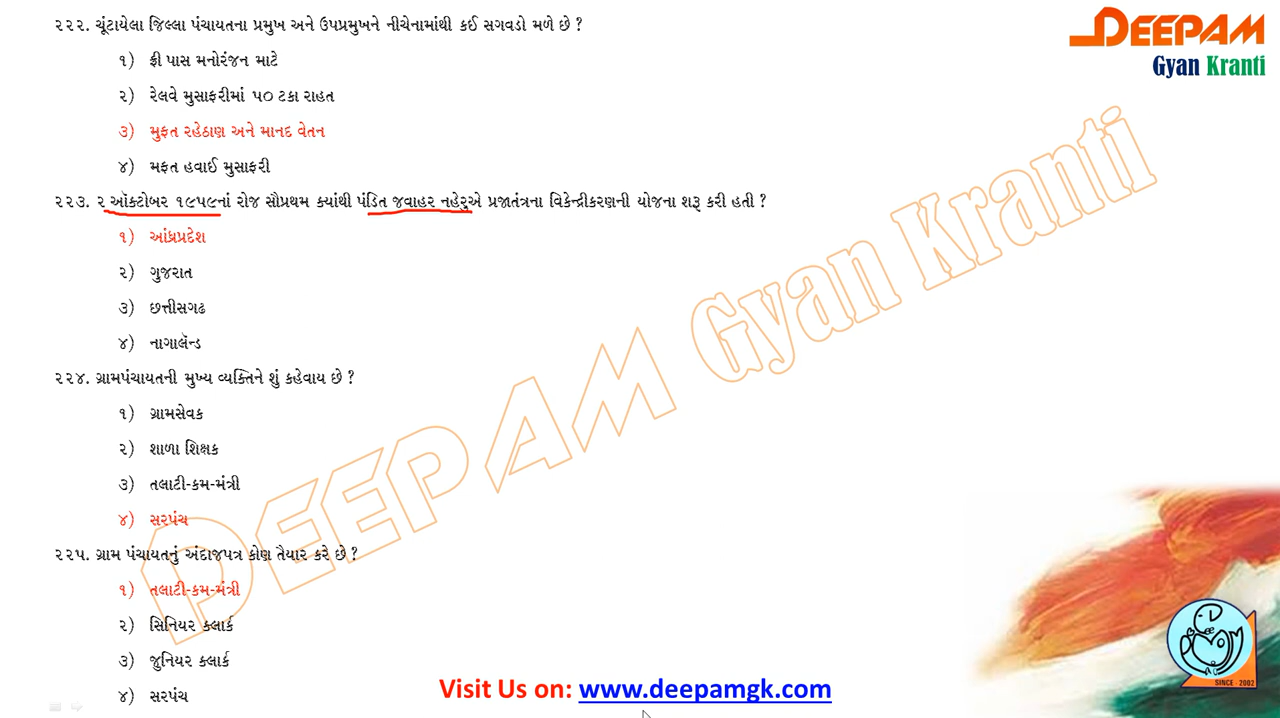 ૨૨૨. ચૂંટાયેલા જિલ્લા પંચાયતના પ્રમુખ અને ઉપપ્રમુખને નીચેનામાંથી કઈ સગવડો મળે છે ?
૧) ફ્રી પાસ મનોરંજન માટે
૨) રેલવે મુસાફરીમાં ૫૦ ટકા રાહત
૩) મુફત રહેઠાણ અને માનદ વેતન
૪) મફત હવાઈ મુસાફરી
૨૨૩. ૨ ઑક્ટોબર ૧૯૫૯નાં રોજ સૌપ્રથમ ક્યાંથી પંડિત જવાહર નહેરુએ પ્રજાતંત્રના વિકેન્દ્રીકરણની યોજના શરૂ કરી હતી ?
૧) આંધ્રપ્રદેશ
૨) ગુજરાત
૩) છત્તીસગઢ
૪) નાગાલૅન્ડ
૨૨૪. ગ્રામપંચાયતની મુખ્ય વ્યક્તિને શું કહેવાય છે ?
૧) ગ્રામસેવક
૨) શાળા શિક્ષક
૩) તલાટી-કમ-મંત્રી
૪) સરપંચ
૨૨૫. ગ્રામ પંચાયતનું અંદાજપત્ર કોણ તૈયાર કરે છે ?
૧) તલાટી-કમ-મંત્રી
૨) સિનિયર ક્લાર્ક
૩) જુનિયર ક્લાર્ક
૪) સરપંચ
DEEPAM
Gyan Kranti
DEEPAM Gyan Kranti
Visit Us on: www.deepamgk.com
SINCE - 2002